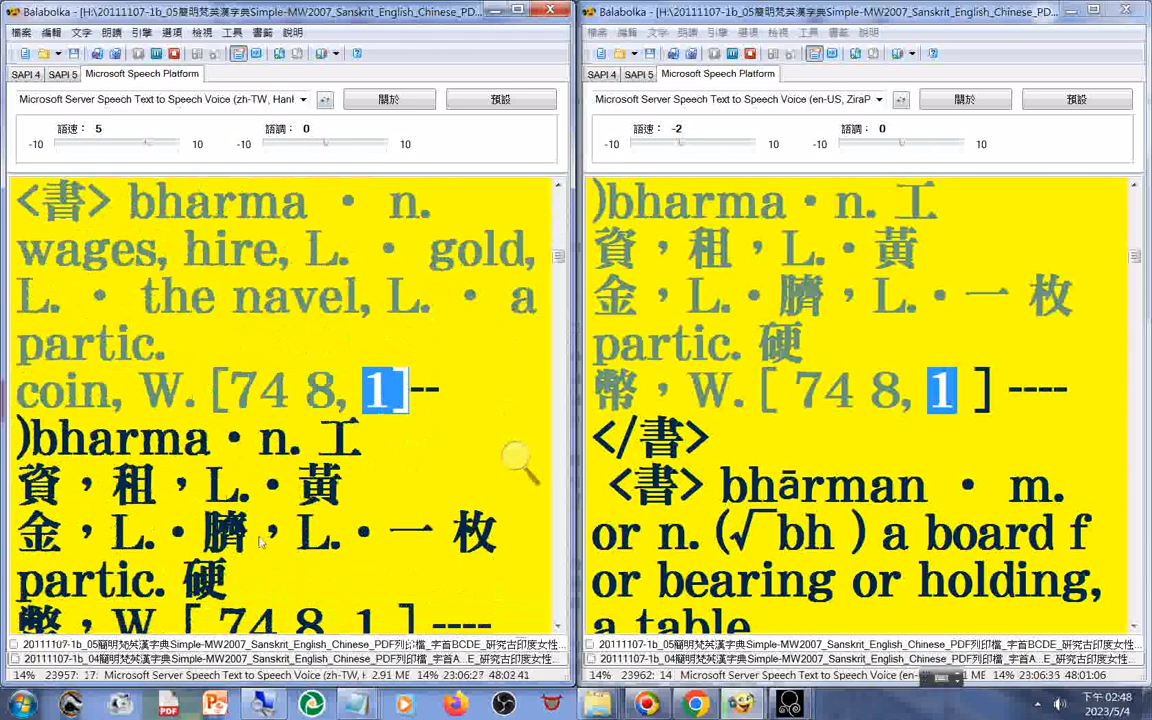 Balabolka - [H:\20111107-1b_05簡明梵英漢字典Simple-MW2007_Sanskrit_English_Chinese_PD...
檔案 編輯 文字 朗讀 引擎 選項 檢視 工具 書籤 說明
SAPI 4 SAPI 5 Microsoft Speech Platform
Microsoft Server Speech Text to Speech Voice (zh-TW, Hanl
關於 預設
語速： 5 語調： 0
-10 10 -10 10
<書> bharma ‧ n.
wages, hire, L. ‧ gold,
L. ‧ the navel, L. ‧ a
partic.
coin, W. [74 8, 1]--
)bharma‧n. 工
資，租，L.‧黃
金，L.‧臍，L.‧一 枚
partic. 硬
幣，W. [ 74 8, 1 ] ----
20111107-1b_05簡明梵英漢字典Simple-MW2007_Sanskrit_English_Chinese_PDF列印檔_字首BCDE_研究古印度女性...
20111107-1b_04簡明梵英漢字典Simple-MW2007_Sanskrit_English_Chinese_PDF列印檔_字首A...E_研究古印度女性...
14% 23957: 17: Microsoft Server Speech Text to Speech Voice (zh-TW, H 2.91 MB 14% 23:06:27 48:02:41
Balabolka - [H:\20111107-1b_05簡明梵英漢字典Simple-MW2007_Sanskrit_English_Chinese_PD...
檔案 編輯 文字 朗讀 引擎 選項 檢視 工具 書籤 說明
SAPI 4 SAPI 5 Microsoft Speech Platform
Microsoft Server Speech Text to Speech Voice (en-US, ZiraP
關於 預設
語速： -2 語調： 0
-10 10 -10 10
)bharma‧n. 工
資，租，L.‧黃
金，L.‧臍，L.‧一 枚
partic. 硬
幣，W. [ 74 8, 1 ] ----
</書>
<書> bhārman ‧ m.
or n. (√ bh ) a board f
or bearing or holding,
a table
20111107-1b_05簡明梵英漢字典Simple-MW2007_Sanskrit_English_Chinese_PDF列印檔_字首BCDE_研究古印度女性...
20111107-1b_04簡明梵英漢字典Simple-MW2007_Sanskrit_English_Chinese_PDF列印檔_字首A...E_研究古印度女性...
14% 23962: 14: Microsoft Server Speech Text to Speech Voice (en-US, 14% 23:06:35 48:01:06
PDF
下午 02:48
2023/5/4